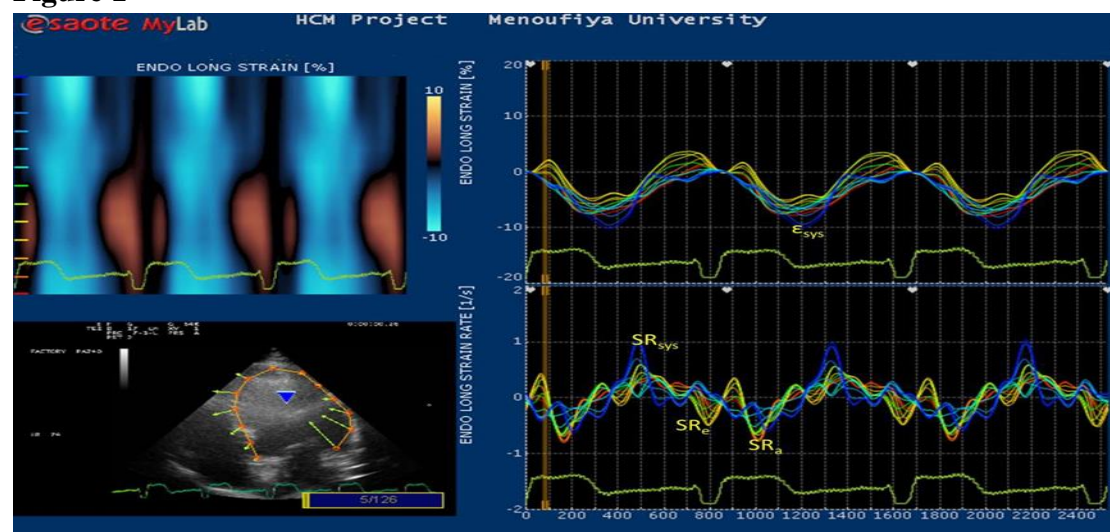 Figure 1
esaote MyLab
HCM Project Menoufiya University
ENDO LONG STRAIN [%]
10
-10
ENDO LONG STRAIN [%]
20
10
0
-10
-20
εsys
ENDO LONG STRAIN RATE [1/s]
2
1
0
-1
-2
SRsys
SRe
SRa
0 200 400 600 800 1000 1200 1400 1600 1800 2000 2200 2400
FACTORY
5/126